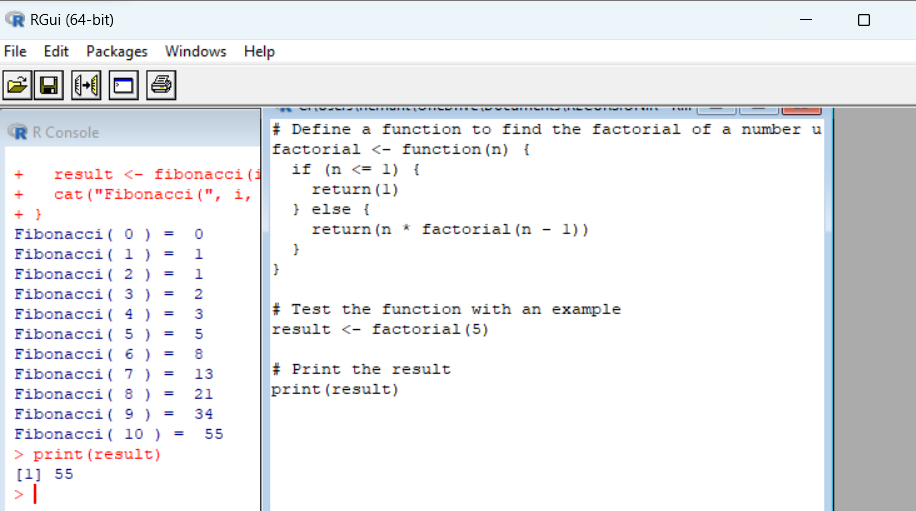 RGui (64-bit)
File Edit Packages Windows Help
R Console
+   result <- fibonacci(i
+   cat("Fibonacci(", i,
+ }
Fibonacci( 0 ) =  0
Fibonacci( 1 ) =  1
Fibonacci( 2 ) =  1
Fibonacci( 3 ) =  2
Fibonacci( 4 ) =  3
Fibonacci( 5 ) =  5
Fibonacci( 6 ) =  8
Fibonacci( 7 ) =  13
Fibonacci( 8 ) =  21
Fibonacci( 9 ) =  34
Fibonacci( 10 ) =  55
> print(result)
[1] 55
>
# Define a function to find the factorial of a number u
factorial <- function(n) {
  if (n <= 1) {
    return(1)
  } else {
    return(n * factorial(n - 1))
  }
}
# Test the function with an example
result <- factorial(5)
# Print the result
print(result)